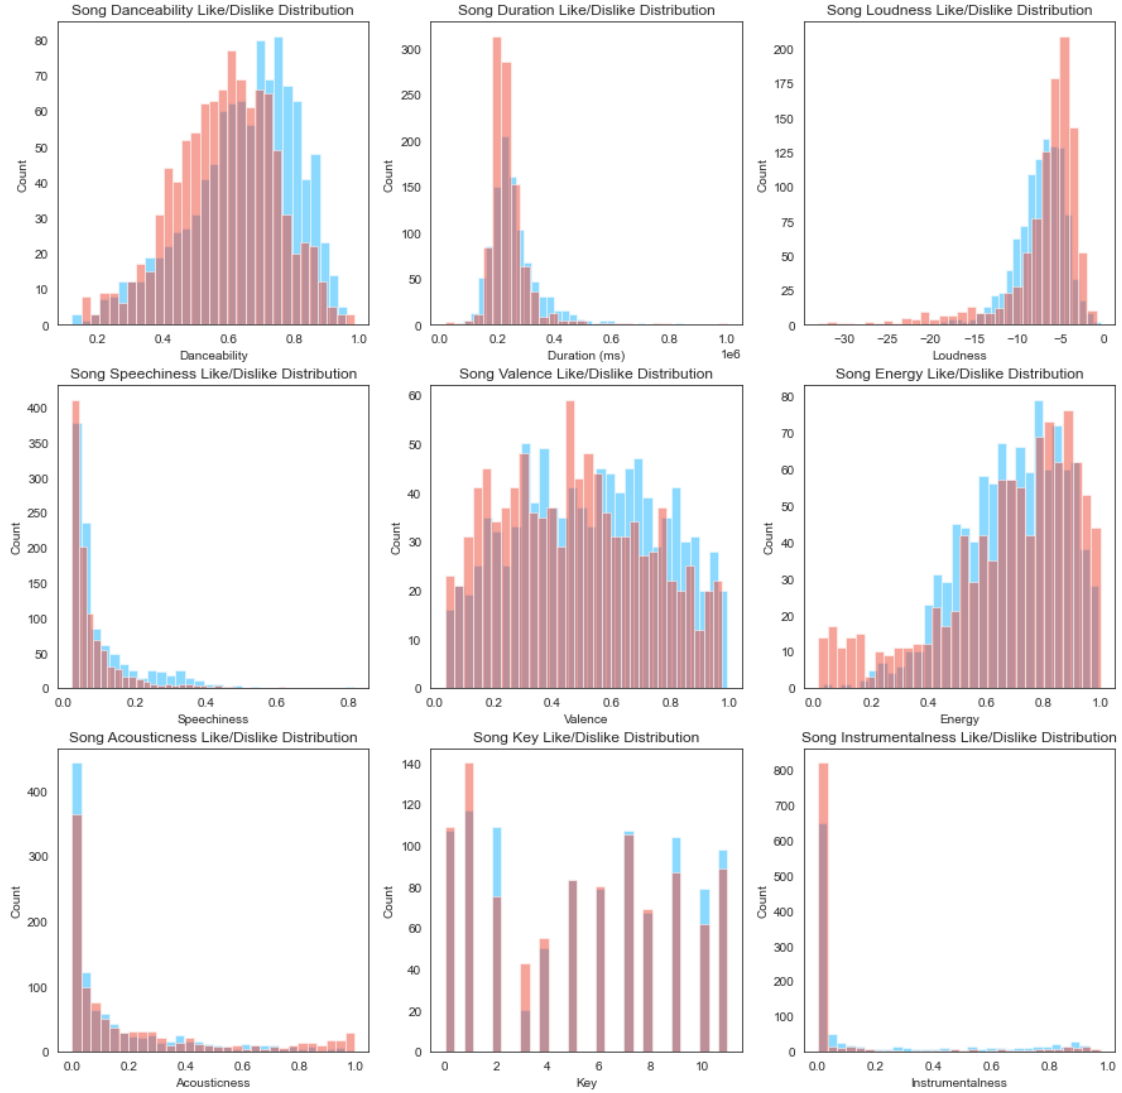 Song Danceability Like/Dislike Distribution
Count
80
70
60
50
40
30
20
10
0
0.2 0.4 0.6 0.8 1.0
Danceability
Song Duration Like/Dislike Distribution
Count
300
250
200
150
100
50
0
0.0 0.2 0.4 0.6 0.8 1.0
Duration (ms)
1e6
Song Loudness Like/Dislike Distribution
Count
200
175
150
125
100
75
50
25
0
−30 −25 −20 −15 −10 −5 0
Loudness
Song Speechiness Like/Dislike Distribution
Count
400
350
300
250
200
150
100
50
0
0.0 0.2 0.4 0.6 0.8
Speechiness
Song Valence Like/Dislike Distribution
Count
60
50
40
30
20
10
0
0.0 0.2 0.4 0.6 0.8 1.0
Valence
Song Energy Like/Dislike Distribution
Count
80
70
60
50
40
30
20
10
0
0.0 0.2 0.4 0.6 0.8 1.0
Energy
Song Acousticness Like/Dislike Distribution
Count
400
300
200
100
0
0.0 0.2 0.4 0.6 0.8 1.0
Acousticness
Song Key Like/Dislike Distribution
Count
140
120
100
80
60
40
20
0
0 2 4 6 8 10
Key
Song Instrumentalness Like/Dislike Distribution
Count
800
700
600
500
400
300
200
100
0
0.0 0.2 0.4 0.6 0.8 1.0
Instrumentalness